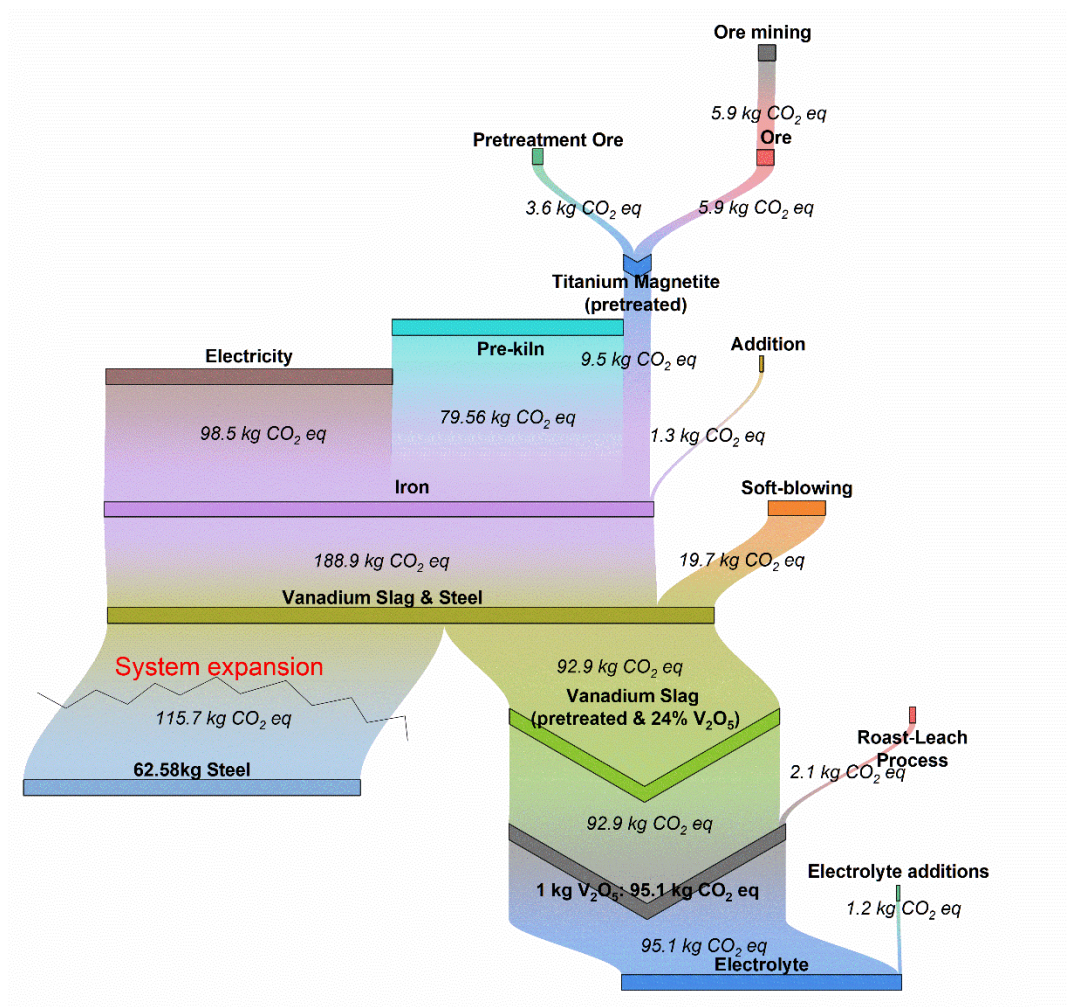 Ore mining
5.9 kg CO₂ eq
Ore
Pretreatment Ore
3.6 kg CO₂ eq
5.9 kg CO₂ eq
Titanium Magnetite
(pretreated)
Pre-kiln
9.5 kg CO₂ eq
Addition
Electricity
79.56 kg CO₂ eq
98.5 kg CO₂ eq
1.3 kg CO₂ eq
Iron
Soft-blowing
188.9 kg CO₂ eq
19.7 kg CO₂ eq
Vanadium Slag & Steel
System expansion
92.9 kg CO₂ eq
Vanadium Slag
(pretreated & 24% V₂O₅)
115.7 kg CO₂ eq
Roast-Leach
Process
2.1 kg CO₂ eq
62.58kg Steel
92.9 kg CO₂ eq
Electrolyte additions
1 kg V₂O₅: 95.1 kg CO₂ eq
1.2 kg CO₂ eq
95.1 kg CO₂ eq
Electrolyte